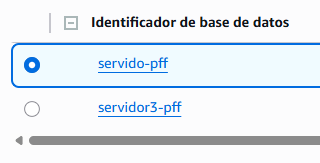 Identificador de base de datos
servido-pff
servidor3-pff